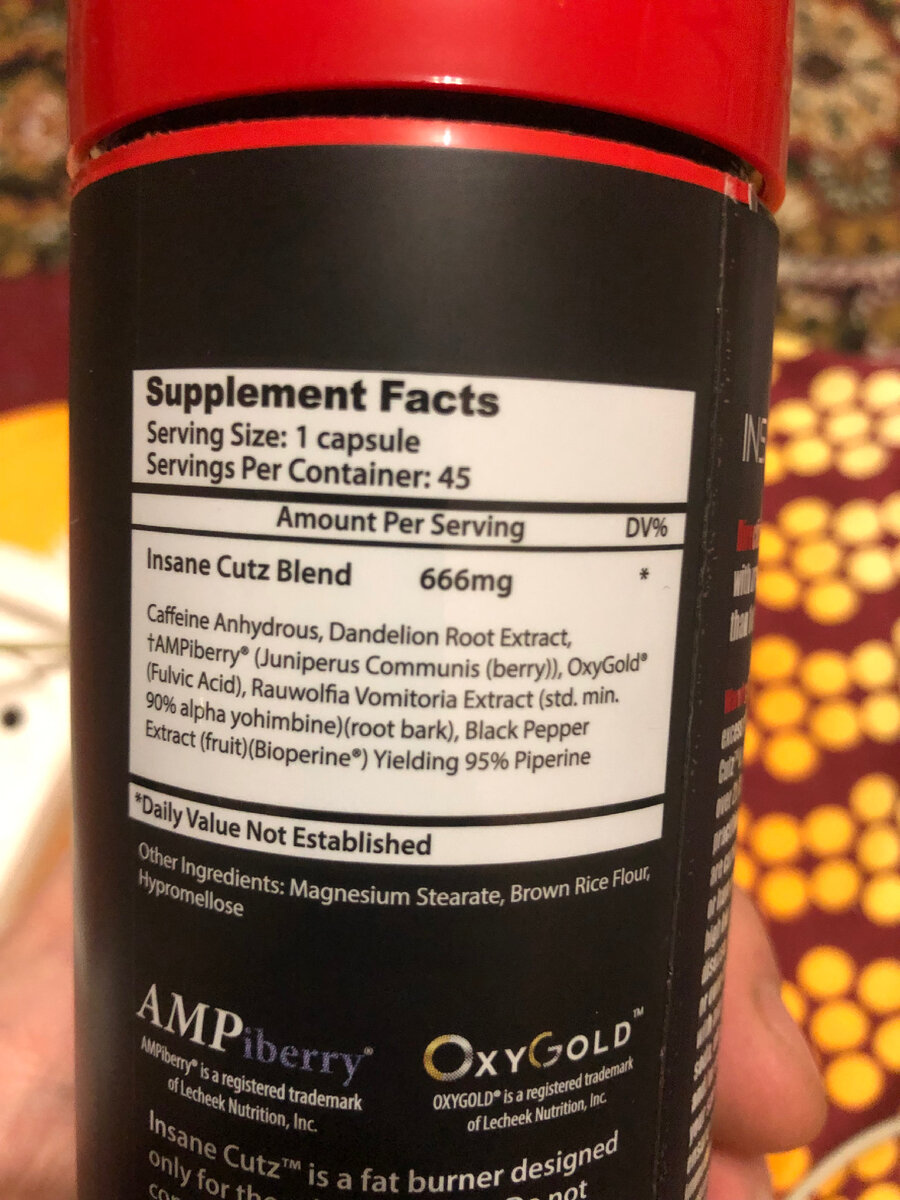 Supplement Facts
Serving Size: 1 capsule
Servings Per Container: 45
Amount Per Serving DV%
Insane Cutz Blend 666mg *
Caffeine Anhydrous, Dandelion Root Extract,
†AMPiberry® (Juniperus Communis (berry)), OxyGold®
(Fulvic Acid), Rauwolfia Vomitoria Extract (std. min.
90% alpha yohimbine)(root bark), Black Pepper
Extract (fruit)(Bioperine®) Yielding 95% Piperine
*Daily Value Not Established
Other Ingredients: Magnesium Stearate, Brown Rice Flour,
Hypromellose
AMPiberry®
AMPiberry® is a registered trademark
of Lecheek Nutrition, Inc.
OXYGOLD™
OXYGOLD® is a registered trademark
of Lecheek Nutrition, Inc.
Insane Cutz™ is a fat burner designed
only for
not